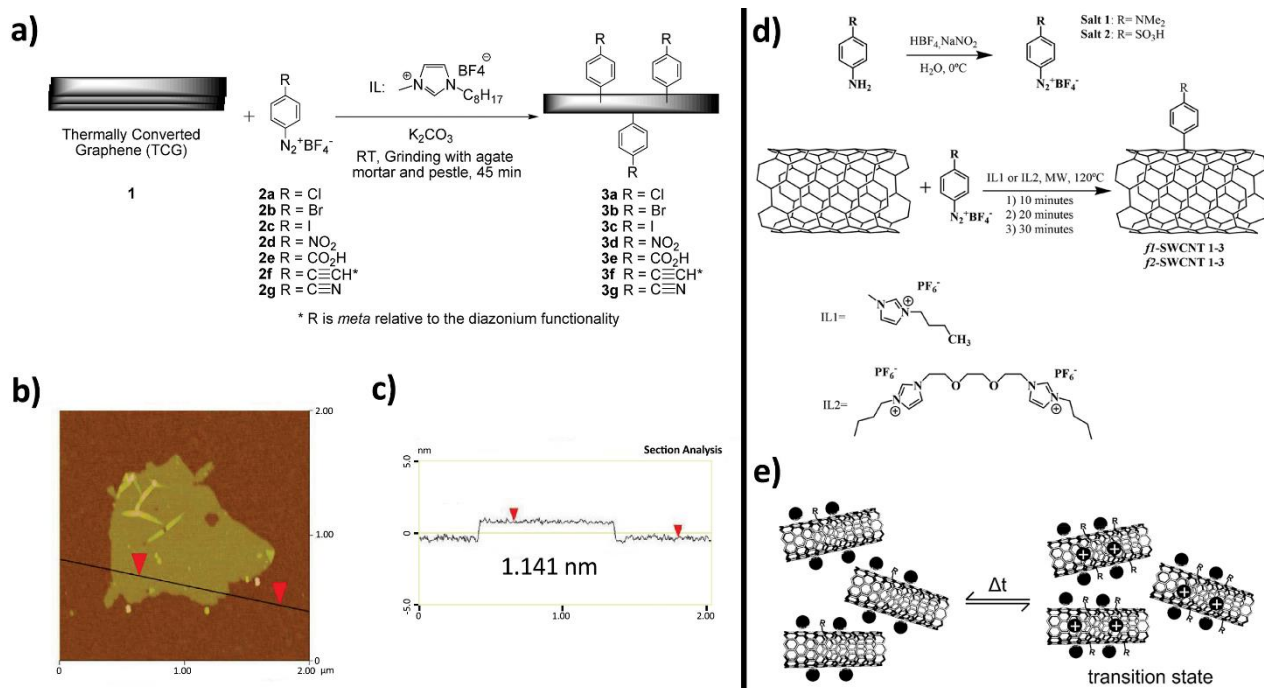 a)
R
R
R
IL:
BF4⊖
+
N
N
C8H17
R
+
N2+BF4-
K2CO3
RT, Grinding with agate
mortar and pestle, 45 min
R
Thermally Converted
Graphene (TCG)
1
2a R = Cl
2b R = Br
2c R = I
2d R = NO2
2e R = CO2H
2f R = C≡CH*
2g R = C≡N
3a R = Cl
3b R = Br
3c R = I
3d R = NO2
3e R = CO2H
3f R = C≡CH*
3g R = C≡N
* R is meta relative to the diazonium functionality
b)
2.00
1.00
0
0
1.00
2.00
μm
c)
nm
Section Analysis
5.0
0
-5.0
1.141 nm
0
1.00
2.00
d)
R
NH2
HBF4,NaNO2
H2O, 0ºC
R
N2+BF4-
Salt 1: R= NMe2
Salt 2: R= SO3H
+
R
N2+BF4-
IL1 or IL2, MW, 120ºC
1) 10 minutes
2) 20 minutes
3) 30 minutes
R
f1-SWCNT 1-3
f2-SWCNT 1-3
IL1=
PF6-
N
⊕
N
CH3
IL2=
PF6-
N
⊕
N
O
O
N
⊕
N
PF6-
e)
Δt
R
R
R
R
R
R
+
+
+
+
+
+
transition state